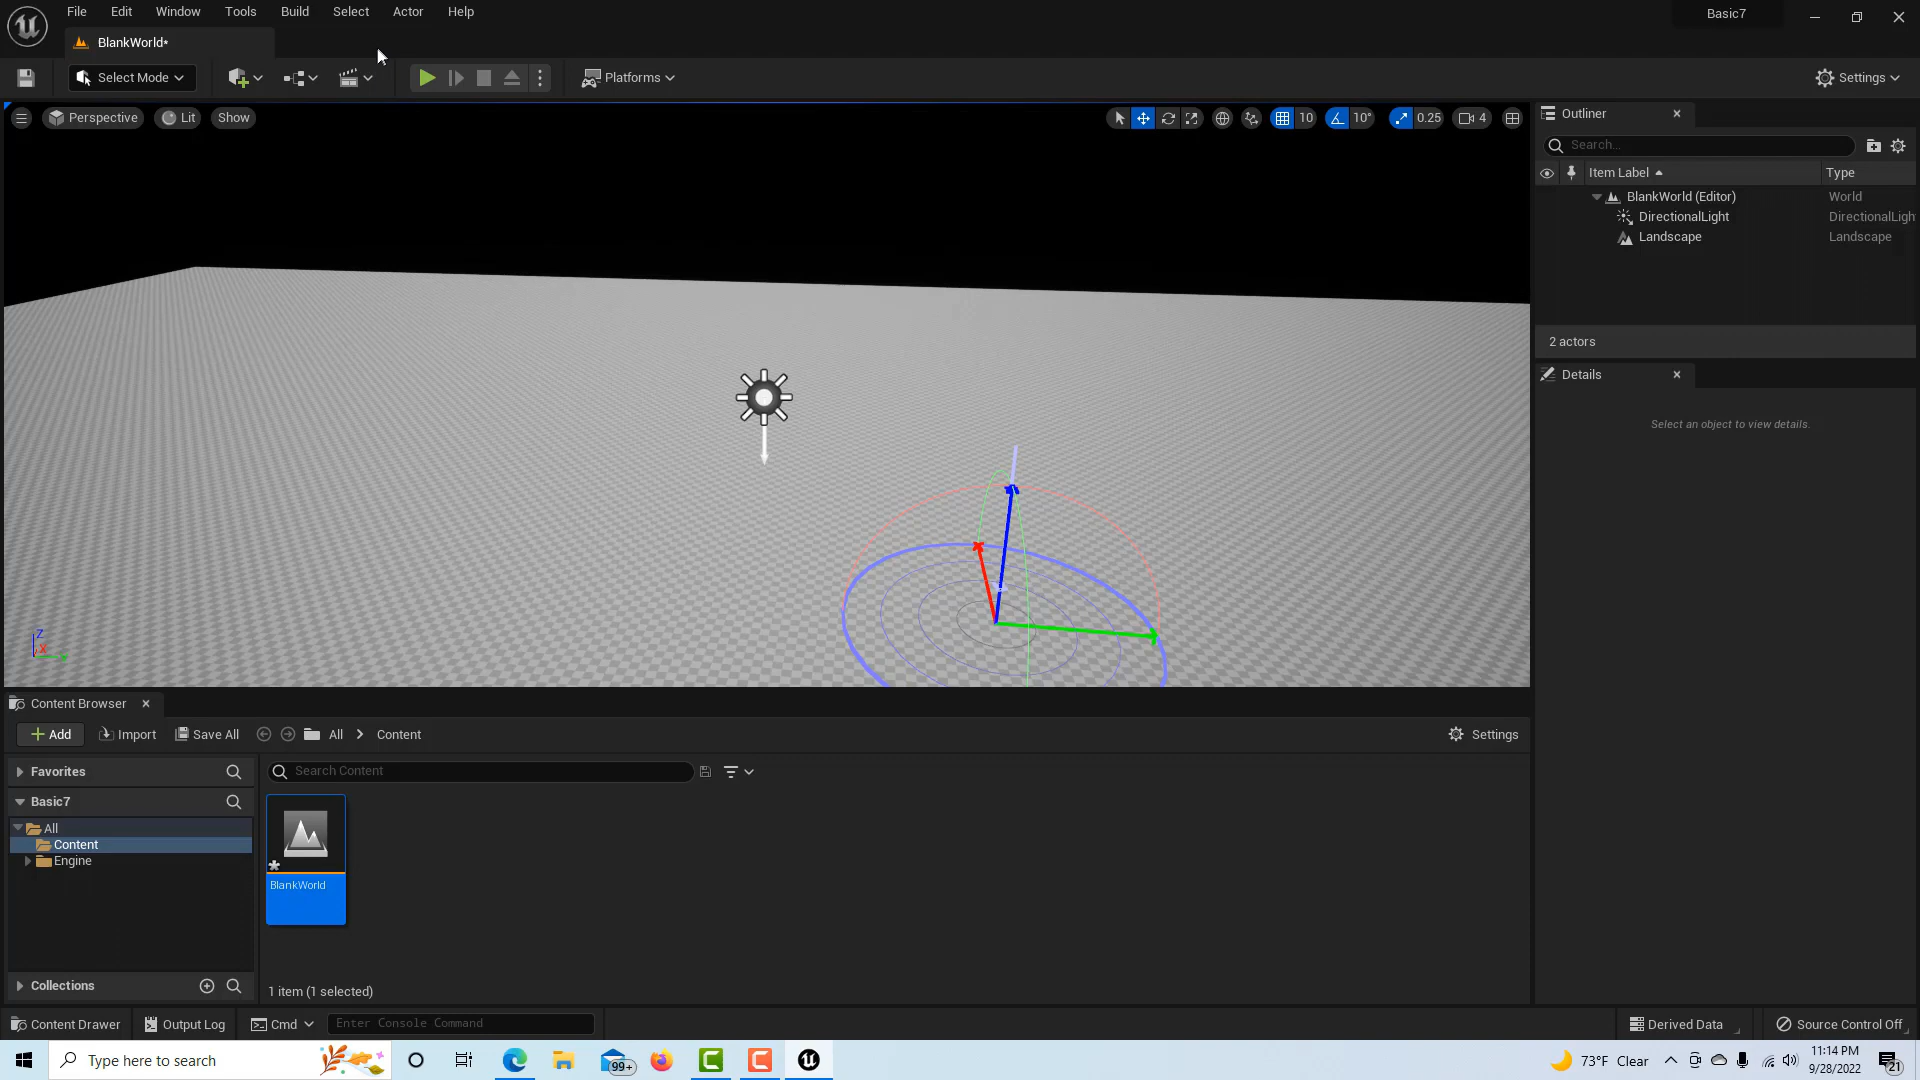 File Edit Window Tools Build Select Actor Help
Basic7
BlankWorld*
Select Mode
Platforms
Settings
Perspective
Lit
Show
10
10°
0.25
4
Outliner
Search...
Item Label
Type
BlankWorld (Editor)
World
DirectionalLight
DirectionalLigh
Landscape
Landscape
2 actors
Details
Select an object to view details.
Z
X
Content Browser
Add
Import
Save All
All
Content
Settings
Favorites
Search Content
Basic7
All
Content
Engine
BlankWorld
Collections
1 item (1 selected)
Content Drawer
Output Log
Cmd
Enter Console Command
Derived Data
Source Control Off
Type here to search
99+
73°F Clear
11:14 PM
9/28/2022
21